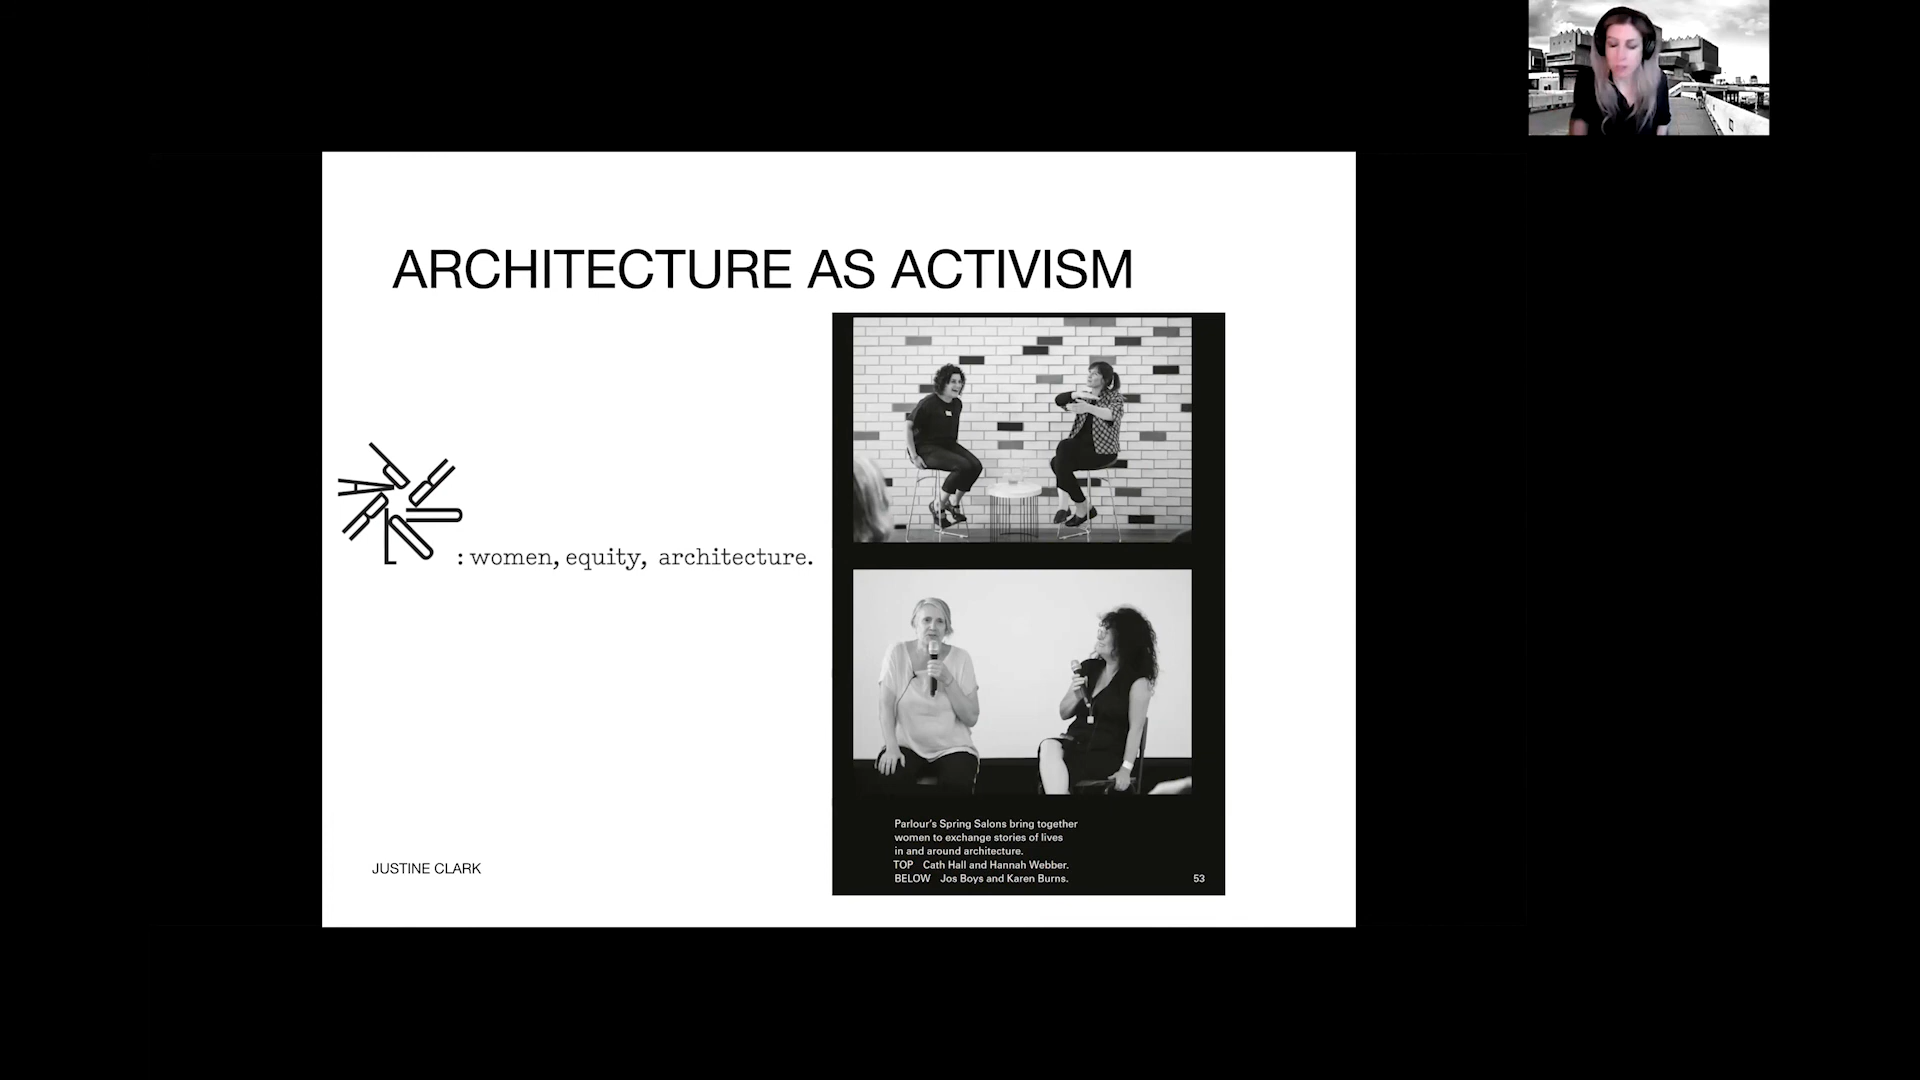 ARCHITECTURE AS ACTIVISM
: women, equity, architecture.
Parlour's Spring Salons bring together
women to exchange stories of lives
in and around architecture.
TOP Cath Hall and Hannah Webber.
BELOW Jos Boys and Karen Burns.
53
JUSTINE CLARK